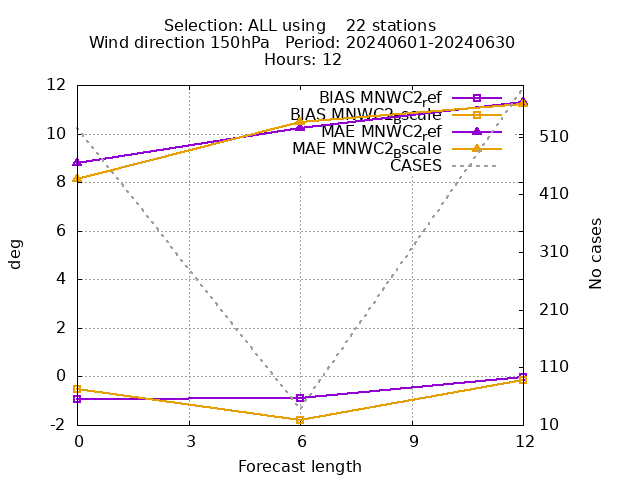 Selection: ALL using    22 stations
Wind direction 150hPa   Period: 20240601-20240630
Hours: 12
12
10
8
6
4
2
0
-2
deg
BIAS MNWC2_ref
BIAS MNWC2_Bscale
MAE MNWC2_ref
MAE MNWC2_Bscale
CASES
510
410
310
210
110
10
No cases
0 3 6 9 12
Forecast length